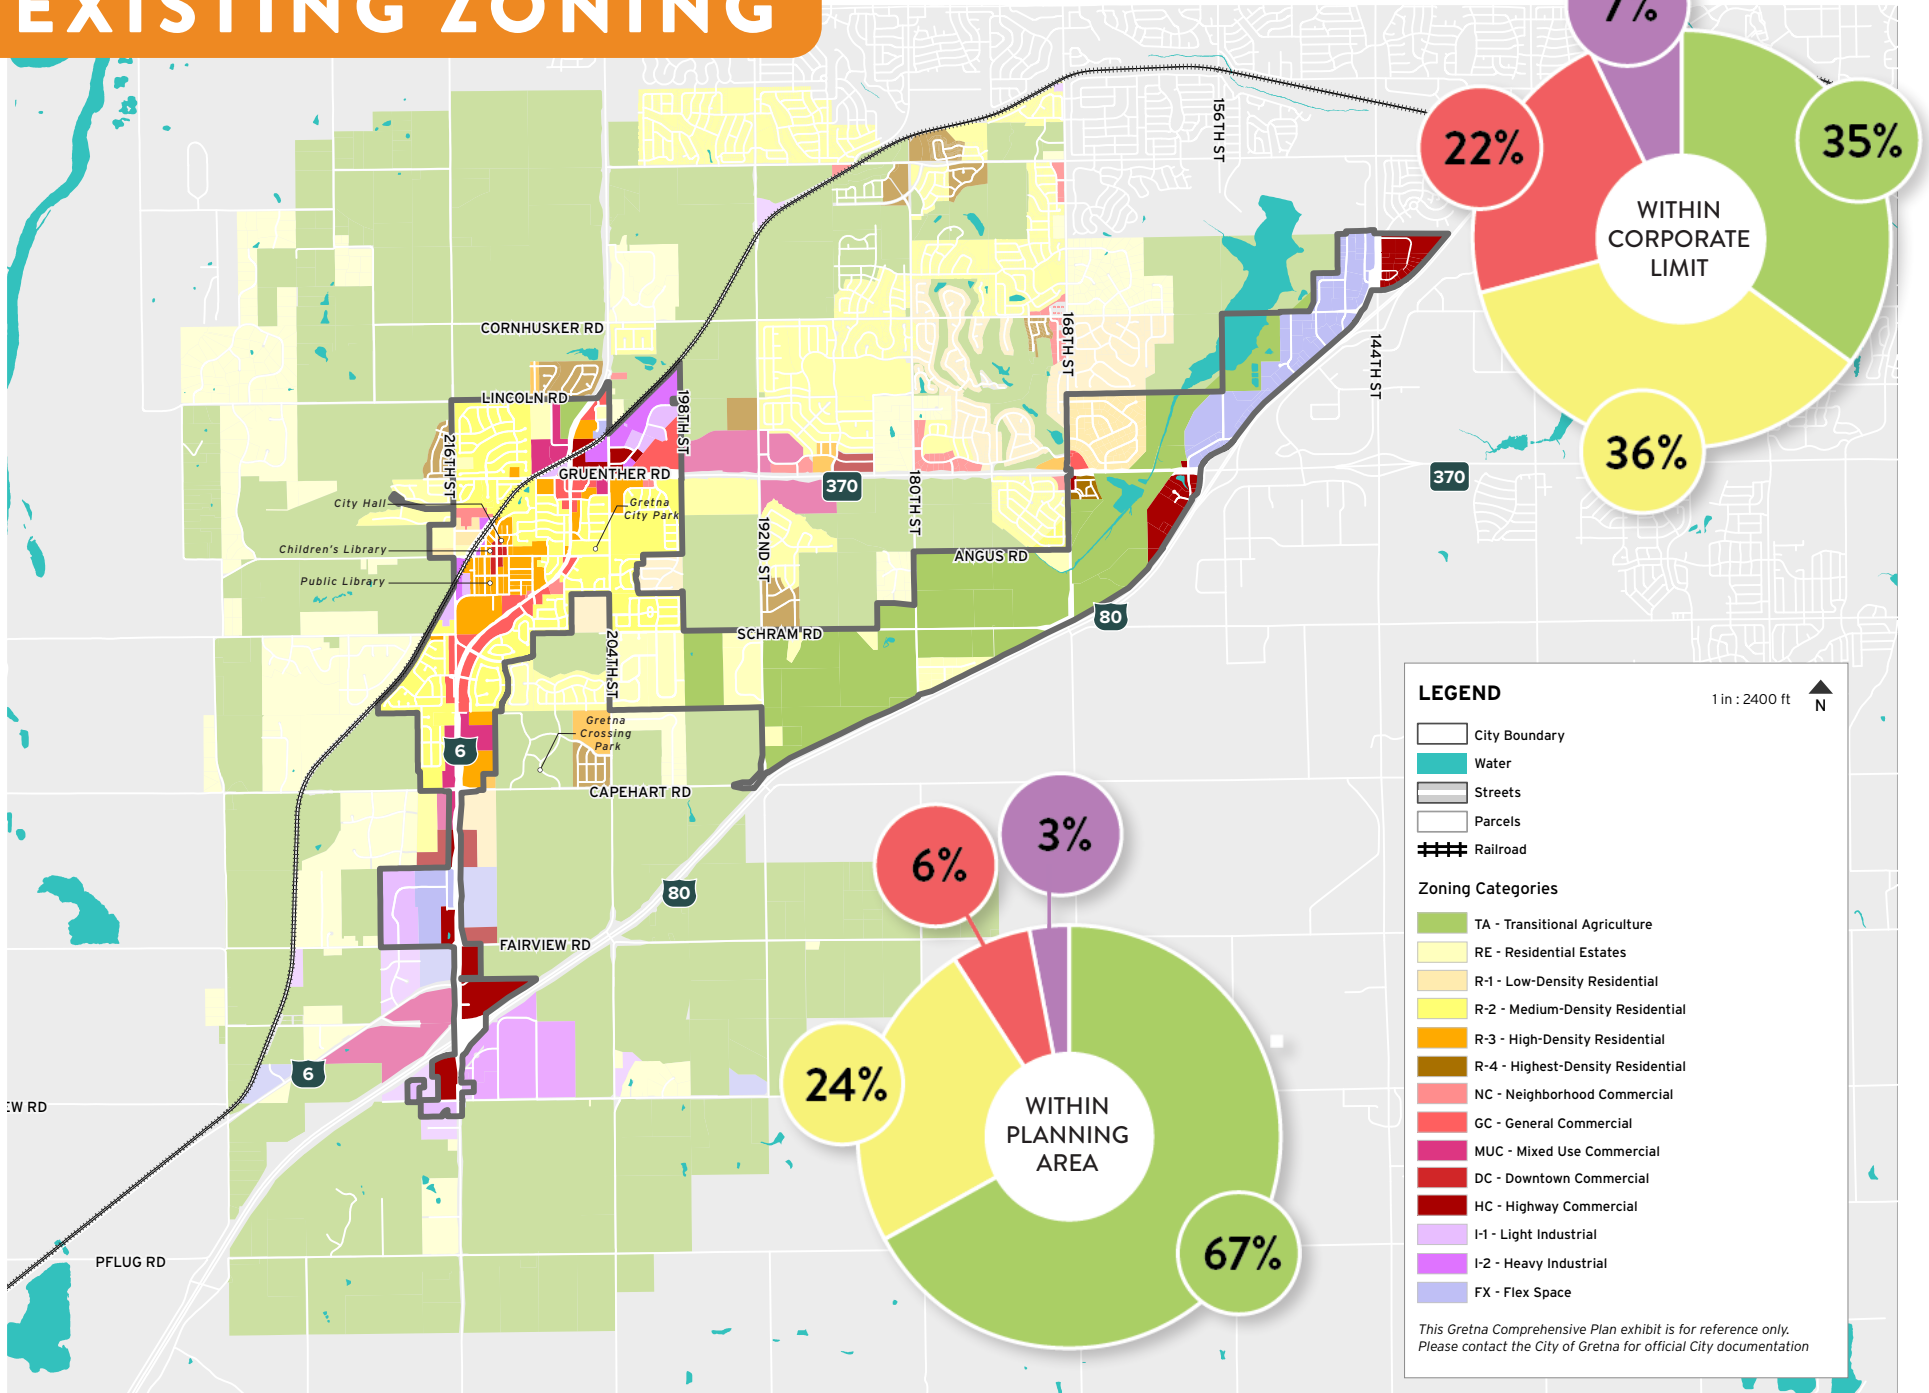 EXISTING ZONING
7%
22%
35%
36%
WITHIN
CORPORATE
LIMIT
156TH ST
CORNHUSKER RD
168TH ST
144TH ST
LINCOLN RD
198TH ST
216TH ST
GRUENTHER RD
370
370
180TH ST
City Hall
Gretna
City Park
192ND ST
Children's Library
ANGUS RD
Public Library
80
SCHRAM RD
204TH ST
Gretna
Crossing
Park
6
CAPEHART RD
80
FAIRVIEW RD
6
EW RD
PFLUG RD
6%
3%
24%
67%
WITHIN
PLANNING
AREA
LEGEND
1 in : 2400 ft
N
City Boundary
Water
Streets
Parcels
Railroad
Zoning Categories
TA - Transitional Agriculture
RE - Residential Estates
R-1 - Low-Density Residential
R-2 - Medium-Density Residential
R-3 - High-Density Residential
R-4 - Highest-Density Residential
NC - Neighborhood Commercial
GC - General Commercial
MUC - Mixed Use Commercial
DC - Downtown Commercial
HC - Highway Commercial
I-1 - Light Industrial
I-2 - Heavy Industrial
FX - Flex Space
This Gretna Comprehensive Plan exhibit is for reference only.
Please contact the City of Gretna for official City documentation